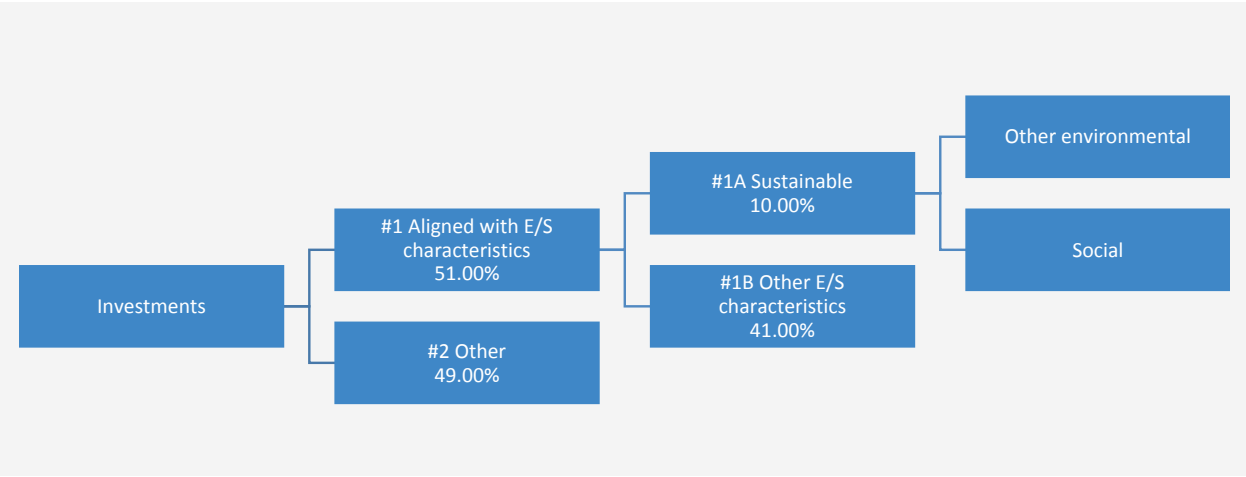 Investments
#1 Aligned with E/S
characteristics
51.00%
#2 Other
49.00%
#1A Sustainable
10.00%
#1B Other E/S
characteristics
41.00%
Other environmental
Social